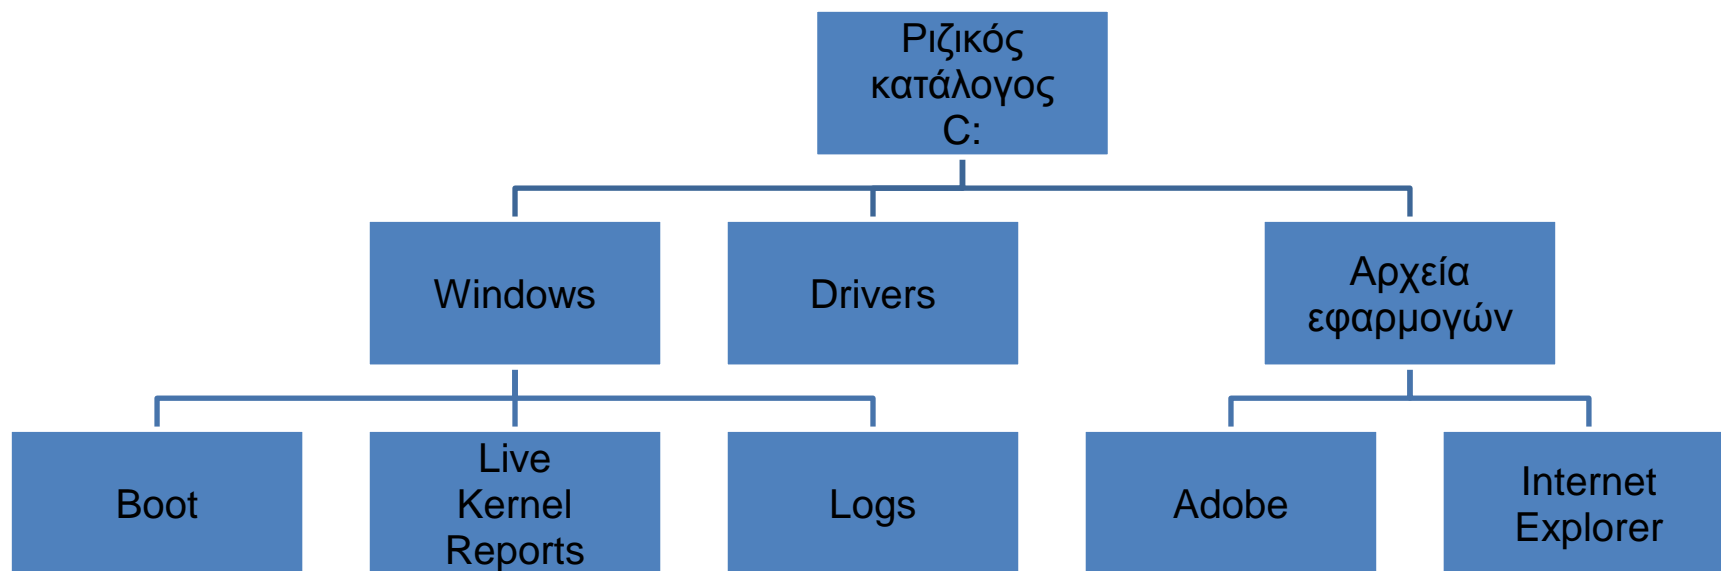 Ριζικός
κατάλογος
C:
Windows
Drivers
Αρχεία
εφαρμογών
Boot
Live
Kernel
Reports
Logs
Adobe
Internet
Explorer